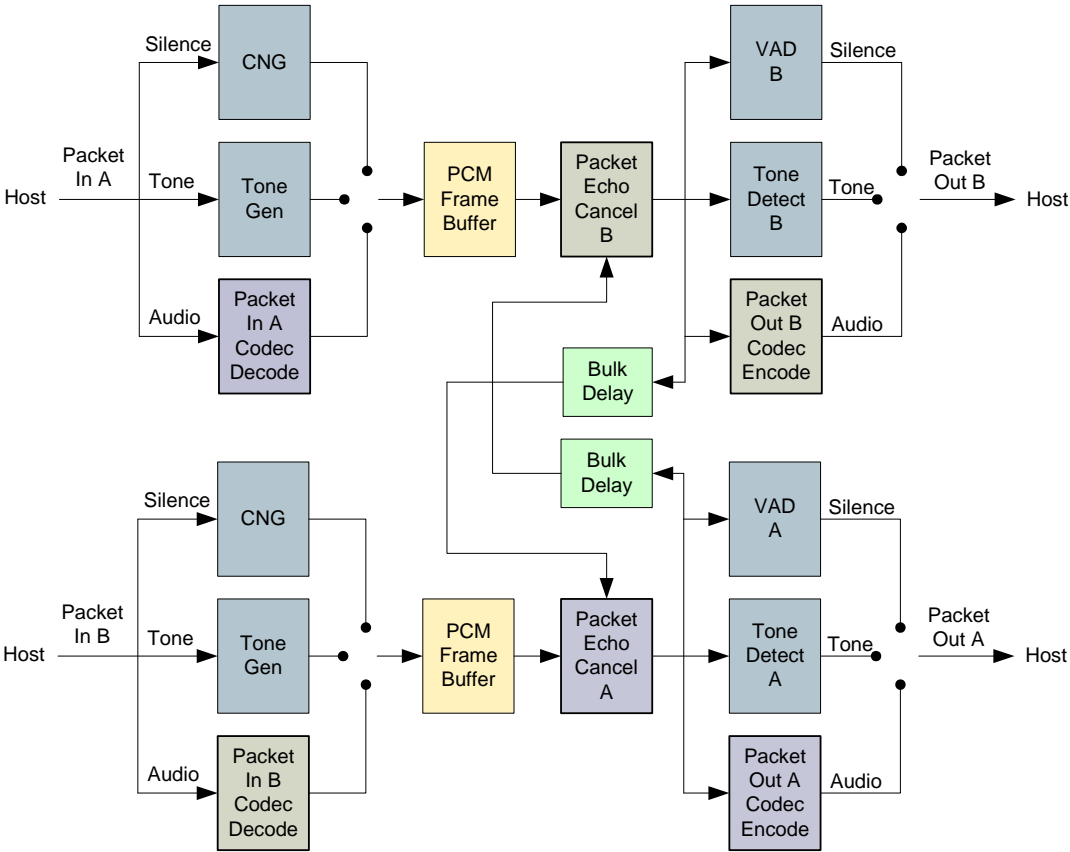 Silence
CNG
VAD
B
Silence
Host
Packet
In A
Tone
Tone
Gen
PCM
Frame
Buffer
Packet
Echo
Cancel
B
Tone
Detect
B
Tone
Packet
Out B
Host
Audio
Packet
In A
Codec
Decode
Packet
Out B
Codec
Encode
Audio
Bulk
Delay
Bulk
Delay
Silence
CNG
VAD
A
Silence
Host
Packet
In B
Tone
Tone
Gen
PCM
Frame
Buffer
Packet
Echo
Cancel
A
Tone
Detect
A
Tone
Packet
Out A
Host
Audio
Packet
In B
Codec
Decode
Packet
Out A
Codec
Encode
Audio